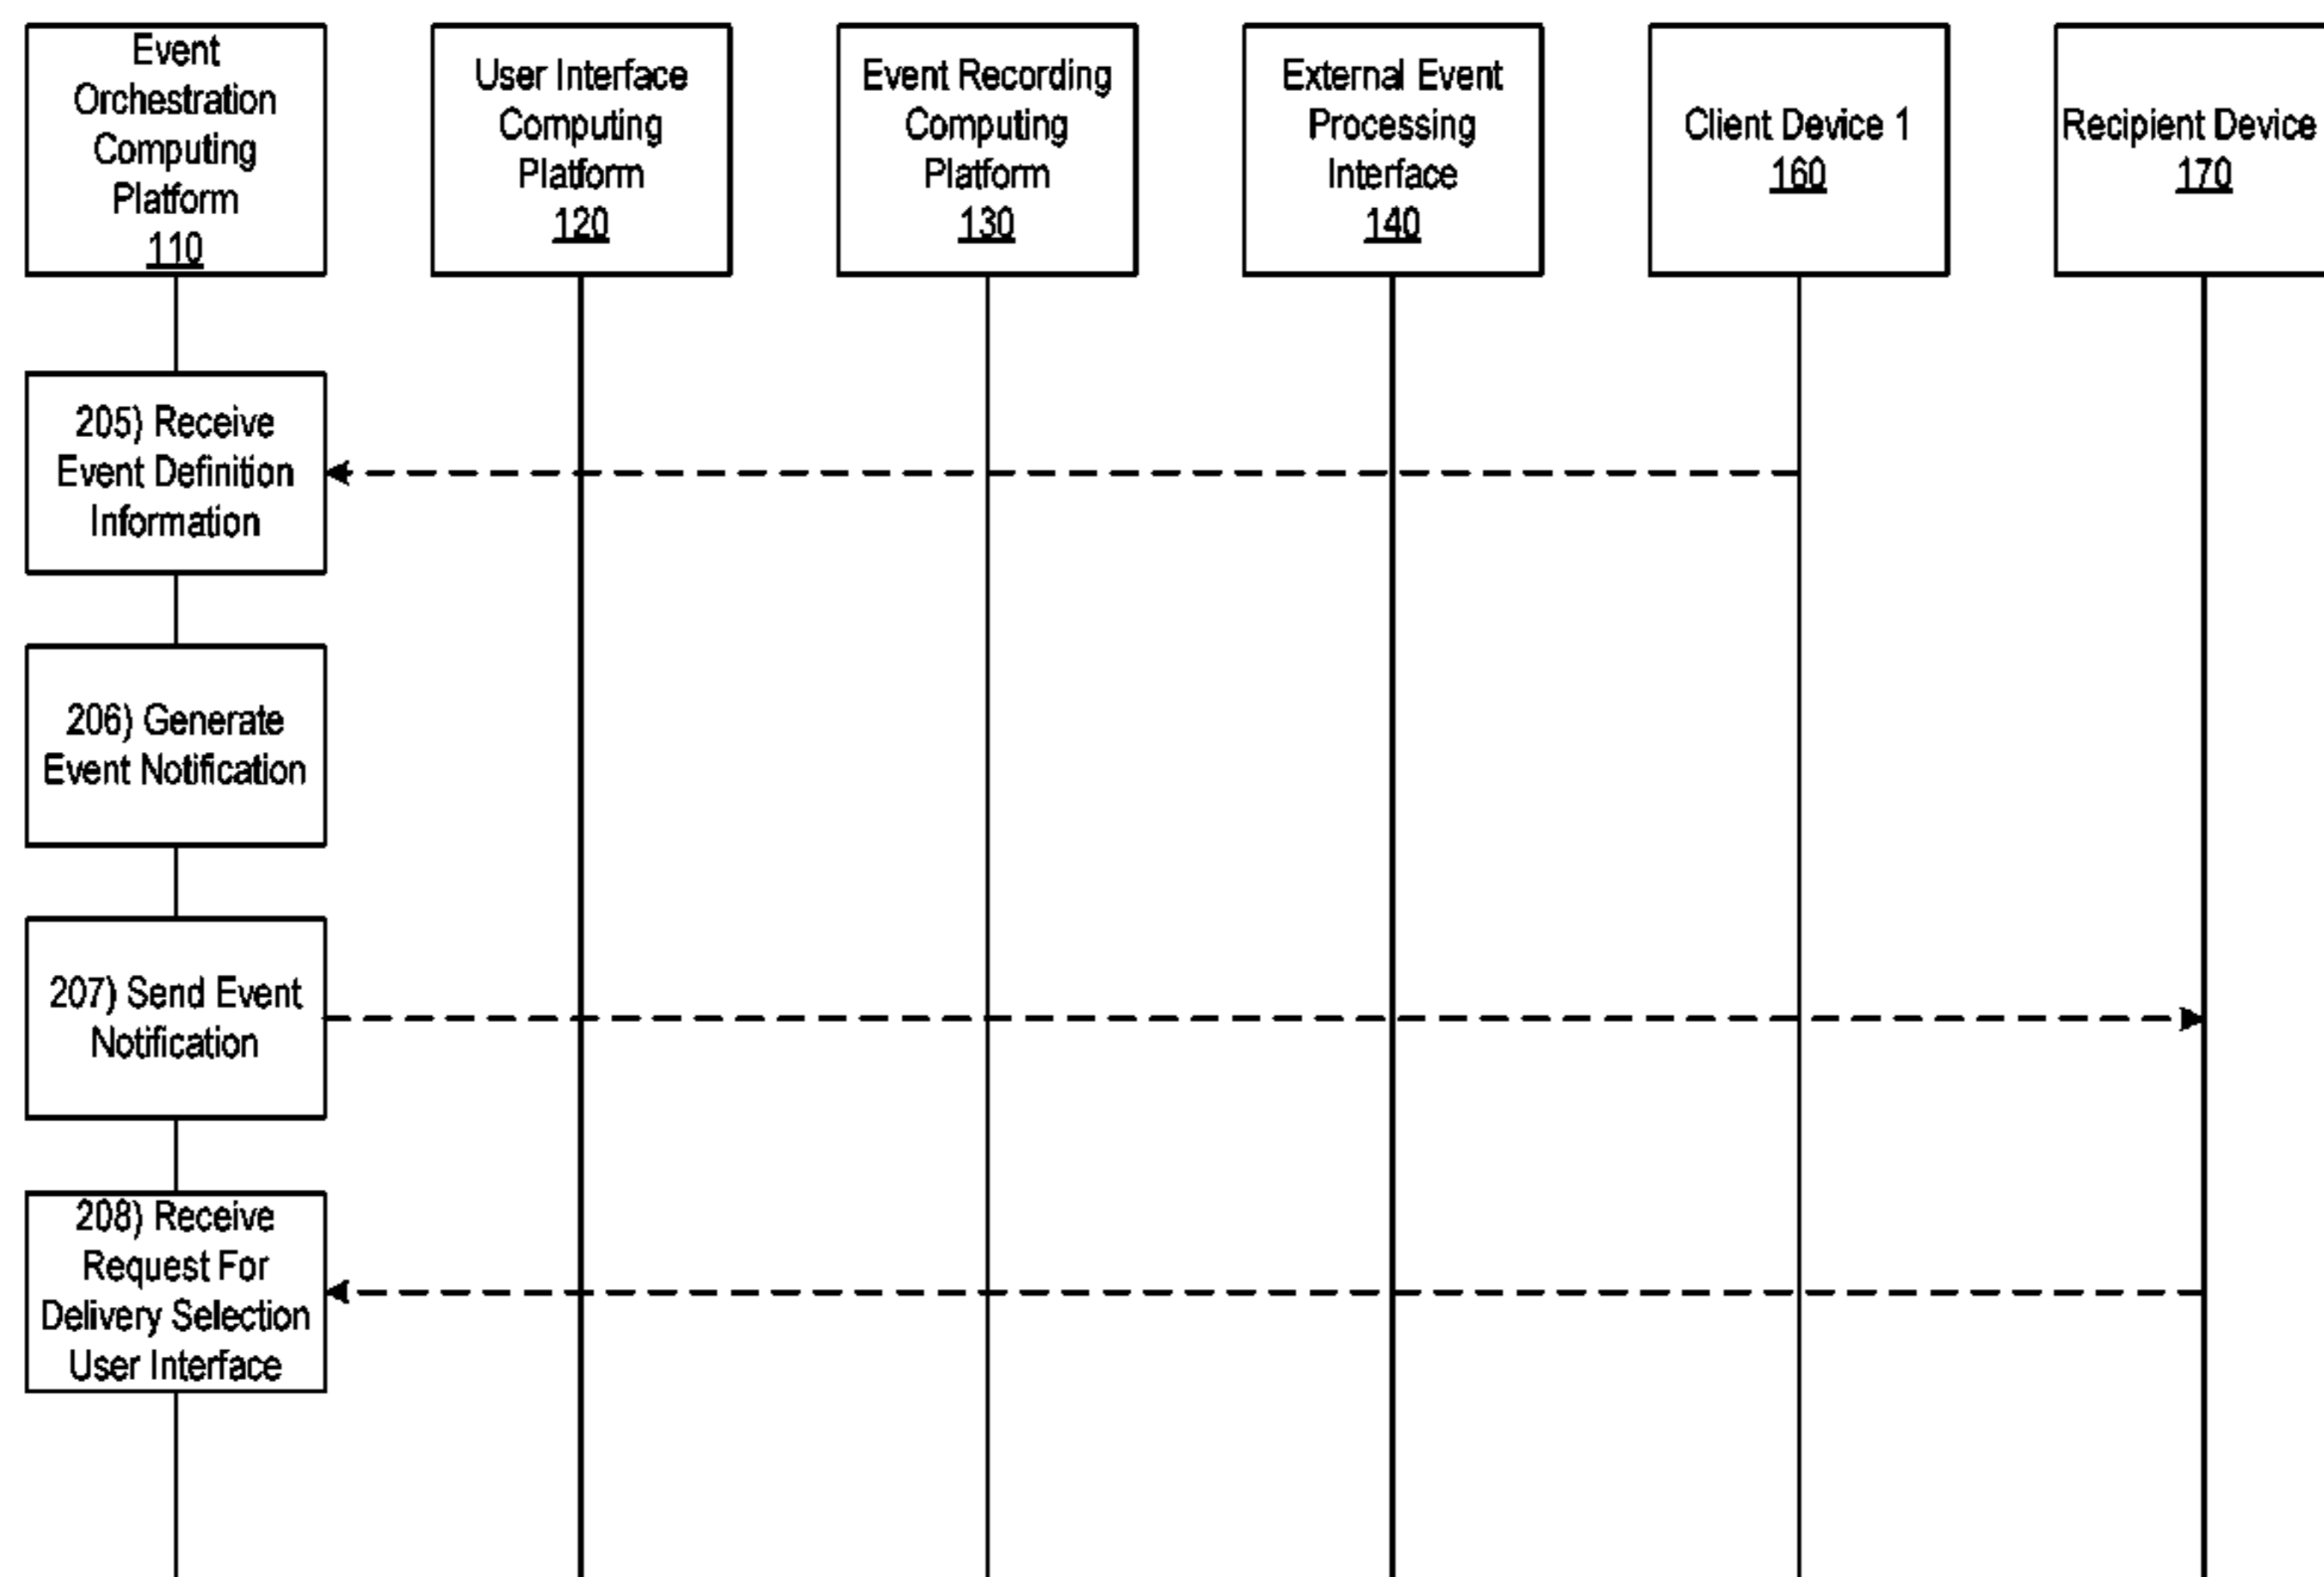 Event
Orchestration
Computing
Platform
110
User Interface
Computing
Platform
120
Event Recording
Computing
Platform
130
External Event
Processing
Interface
140
Client Device 1
160
Recipient Device
170
205) Receive
Event Definition
Information
206) Generate
Event Notification
207) Send Event
Notification
208) Receive
Request For
Delivery Selection
User Interface